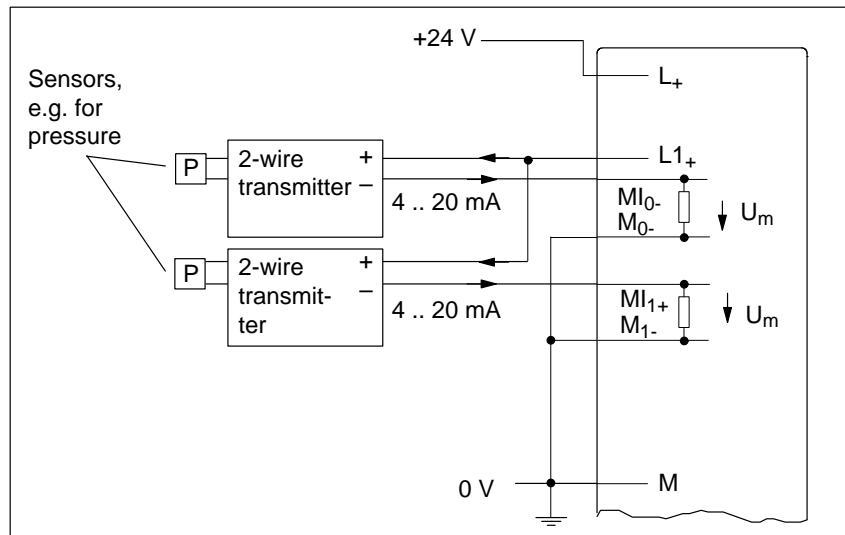 +24 V
L+
Sensors,
e.g. for
pressure
P
2-wire
transmitter
+
–
4 .. 20 mA
L1+
MI0-
M0-
Um
P
2-wire
transmit-
ter
+
–
4 .. 20 mA
MI1+
M1-
Um
0 V
M